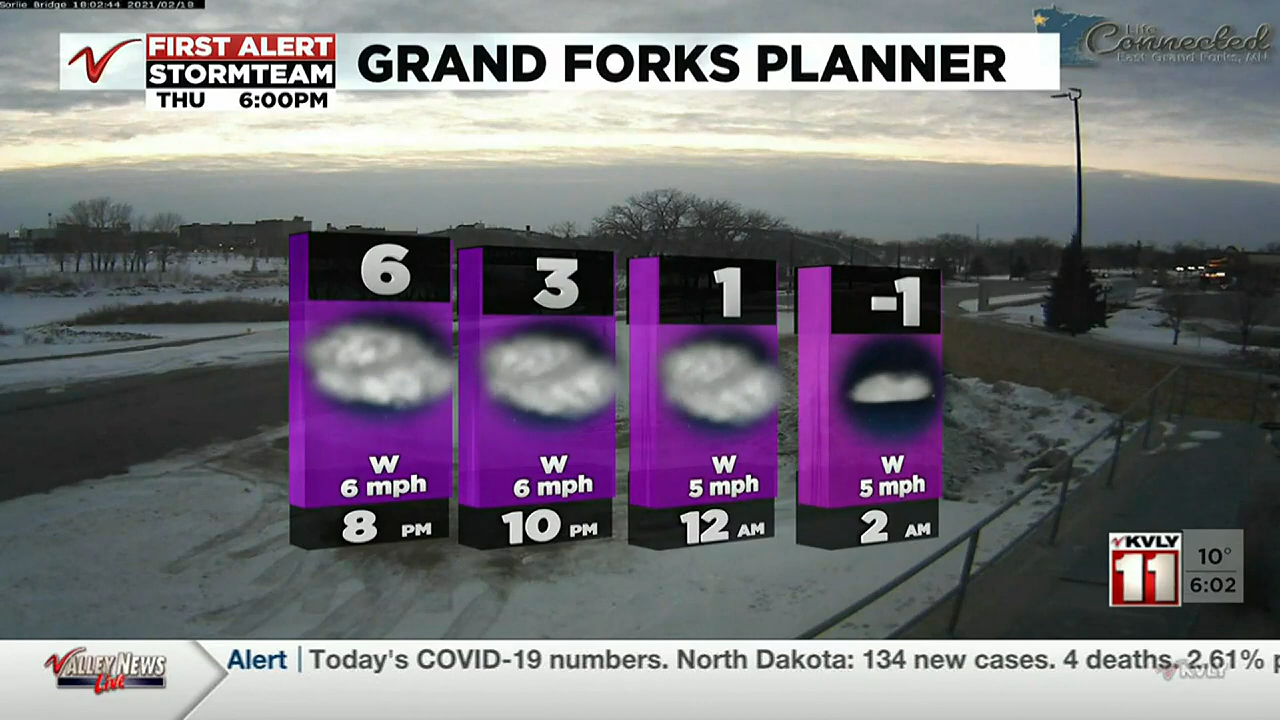 Sorlie Bridge 18:02:44 2021/02/18
Life
Connected
East Grand Forks, MN
FIRST ALERT
STORMTEAM
GRAND FORKS PLANNER
THU 6:00PM
6
3
1
-1
W
6 mph
W
6 mph
W
5 mph
W
5 mph
8 PM
10 PM
12 AM
2 AM
KVLY
11
10°
6:02
VALLEY NEWS
Live
Alert | Today's COVID-19 numbers. North Dakota: 134 new cases. 4 deaths. 2.61% p
KVLY